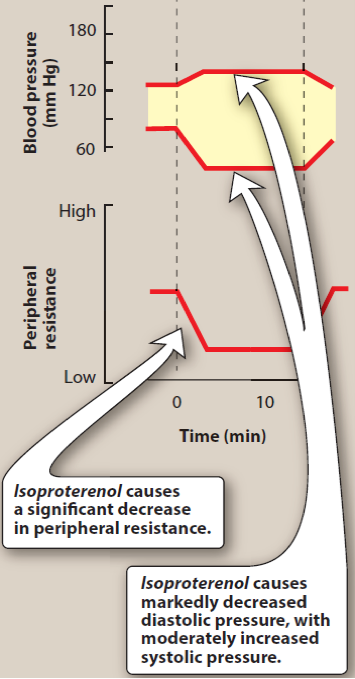 Blood pressure
(mm Hg)
180
120
60
Peripheral
resistance
High
Low
0 10
Time (min)
Isoproterenol causes
a significant decrease
in peripheral resistance.
Isoproterenol causes
markedly decreased
diastolic pressure, with
moderately increased
systolic pressure.